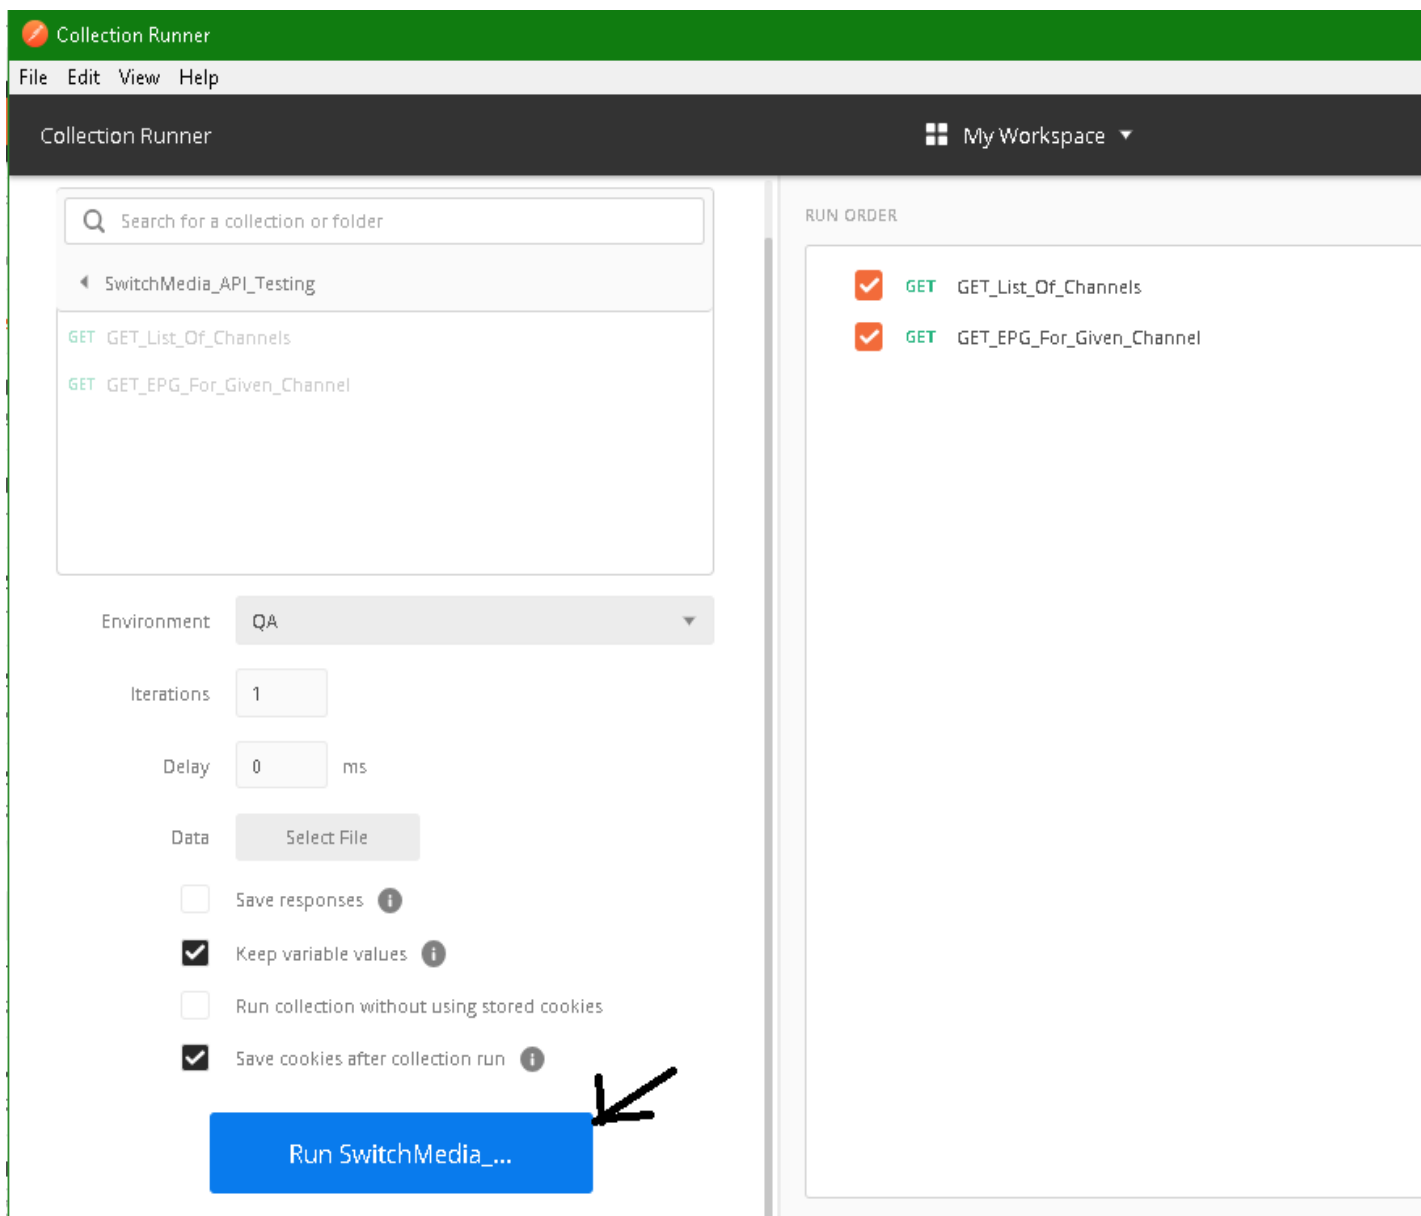 Collection Runner
File Edit View Help
Collection Runner
My Workspace
Search for a collection or folder
SwitchMedia_API_Testing
GET GET_List_Of_Channels
GET GET_EPG_For_Given_Channel
Environment QA
Iterations 1
Delay 0 ms
Data Select File
Save responses
Keep variable values
Run collection without using stored cookies
Save cookies after collection run
Run SwitchMedia_...
RUN ORDER
GET GET_List_Of_Channels
GET GET_EPG_For_Given_Channel